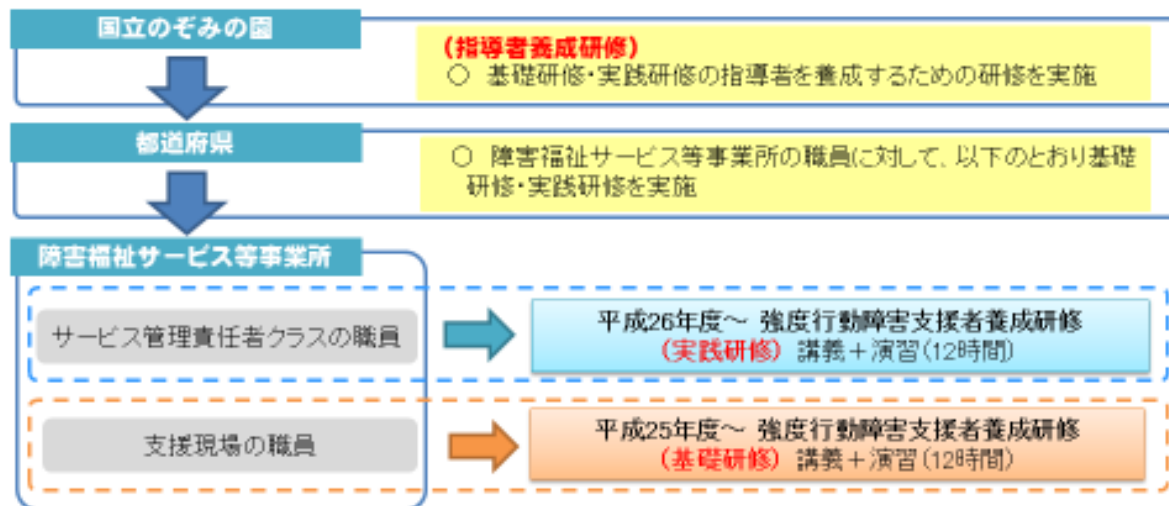 国立のぞみの園
(指導者養成研修)
○ 基礎研修・実践研修の指導者を養成するための研修を実施
都道府県
○ 障害福祉サービス等事業所の職員に対して、以下のとおり基礎
研修・実践研修を実施
障害福祉サービス等事業所
サービス管理責任者クラスの職員
平成26年度～ 強度行動障害支援者養成研修
(実践研修) 講義+演習(12時間)
支援現場の職員
平成25年度～ 強度行動障害支援者養成研修
(基礎研修) 講義+演習(12時間)